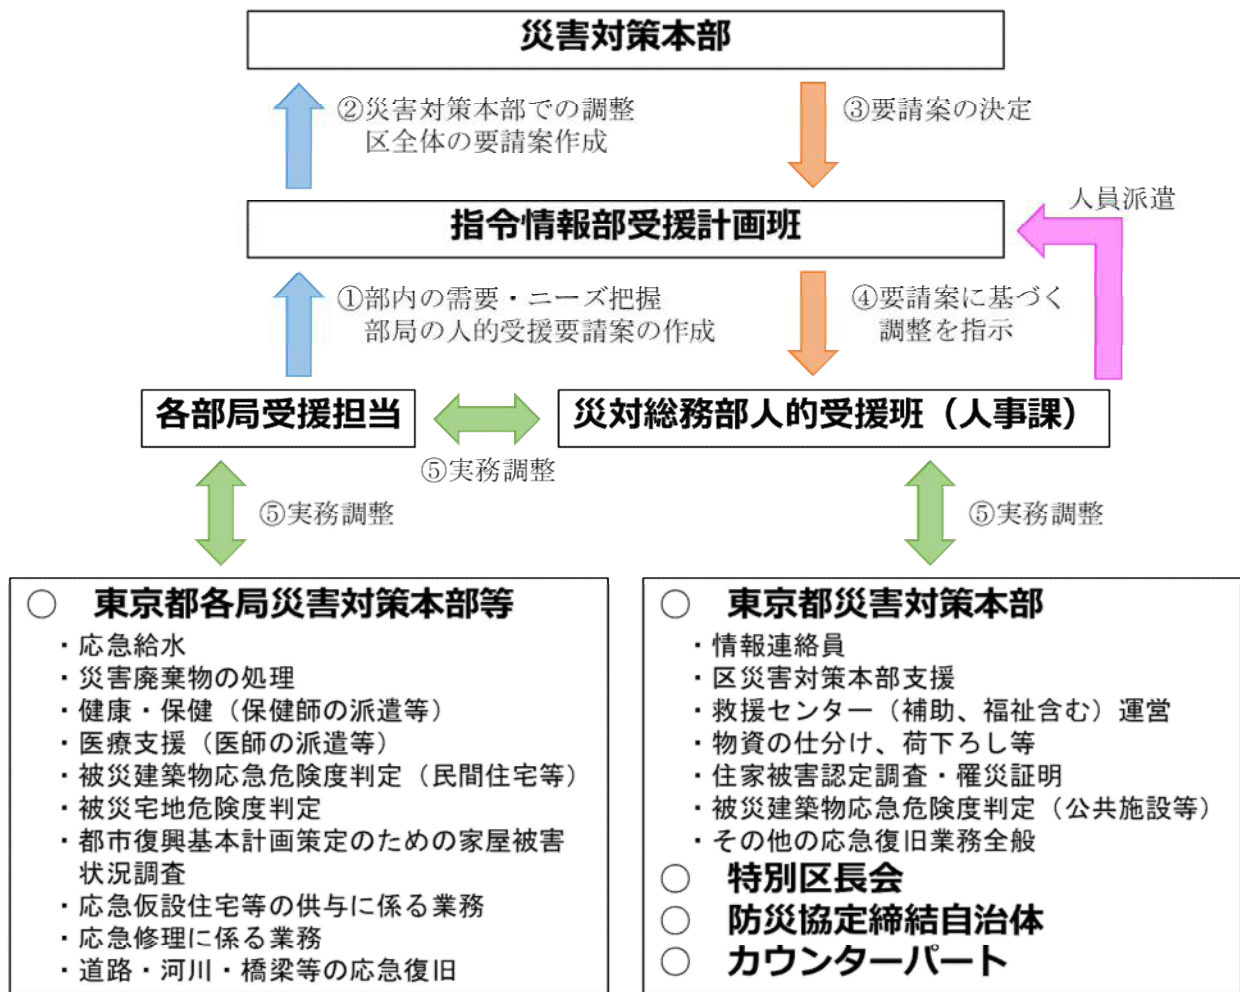 災害対策本部
②災害対策本部での調整
区全体の要請案作成
③要請案の決定
人員派遣
指令情報部受援計画班
①部内の需要・ニーズ把握
部局の人的受援要請案の作成
④要請案に基づく
調整を指示
各部局受援担当
災対総務部人的受援班（人事課）
⑤実務調整
⑤実務調整
⑤実務調整
○ 東京都各局災害対策本部等
・応急給水
・災害廃棄物の処理
・健康・保健（保健師の派遣等）
・医療支援（医師の派遣等）
・被災建築物応急危険度判定（民間住宅等）
・被災宅地危険度判定
・都市復興基本計画策定のための家屋被害
状況調査
・応急仮設住宅等の供与に係る業務
・応急修理に係る業務
・道路・河川・橋梁等の応急復旧
○ 東京都災害対策本部
・情報連絡員
・区災害対策本部支援
・救援センター（補助、福祉含む）運営
・物資の仕分け、荷下ろし等
・住家被害認定調査・罹災証明
・被災建築物応急危険度判定（公共施設等）
・その他の応急復旧業務全般
○ 特別区長会
○ 防災協定締結自治体
○ カウンターパート